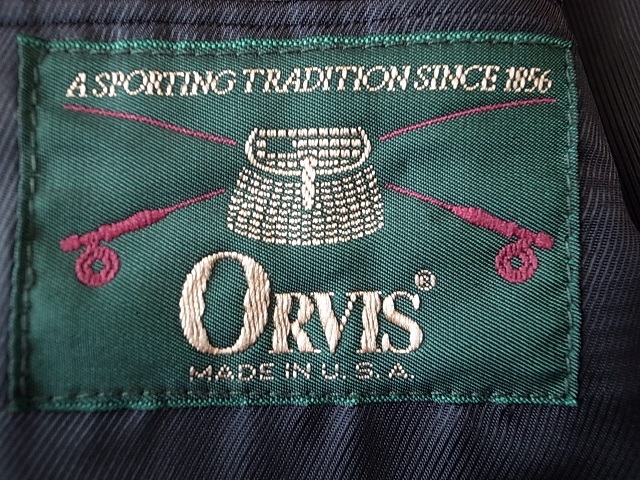 A SPORTING TRADITION SINCE 1856
ORVIS®
MADE IN U.S.A.